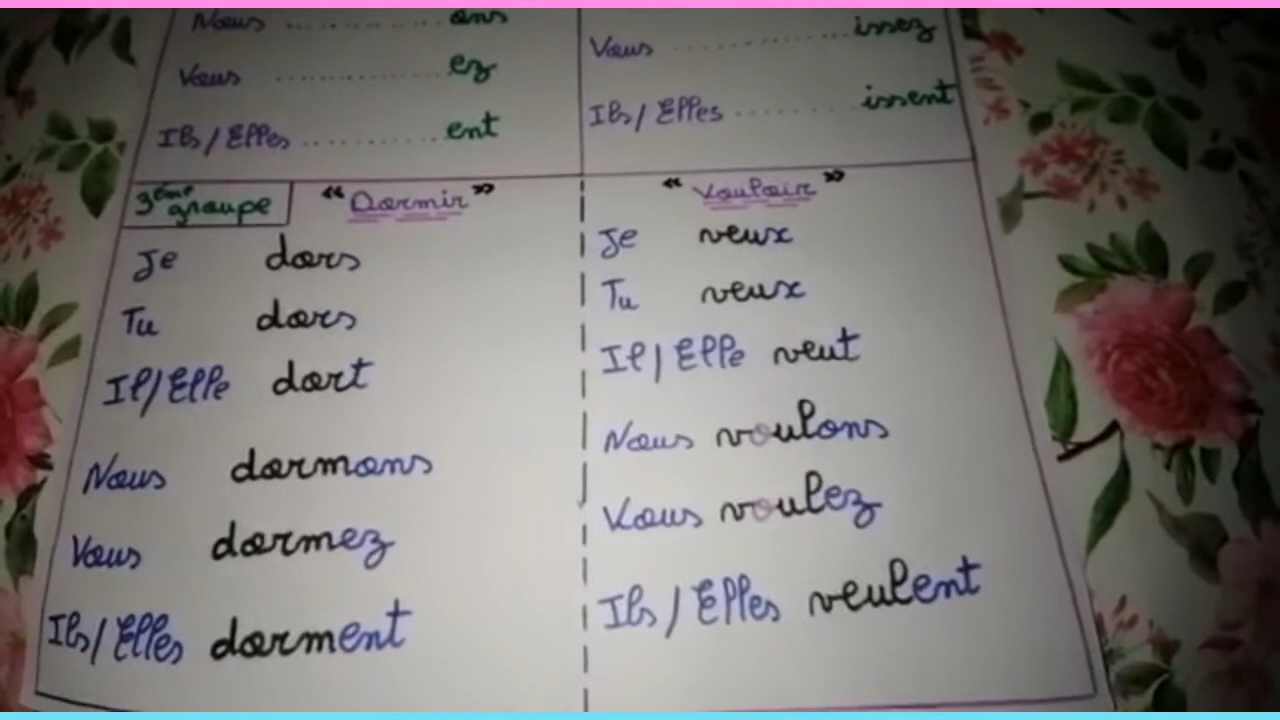 Nous ............ ons
Vous ............ ez
Ils/Elles ............ ent
Vous ............ issez
Ils/Elles ............ issent
3ème groupe
"Dormir"
Je dors
Tu dors
Il/Elle dort
Nous dormons
Vous dormez
Ils/Elles dorment
"Vouloir"
Je veux
Tu veux
Il/Elle veut
Nous voulons
Vous voulez
Ils/Elles veulent